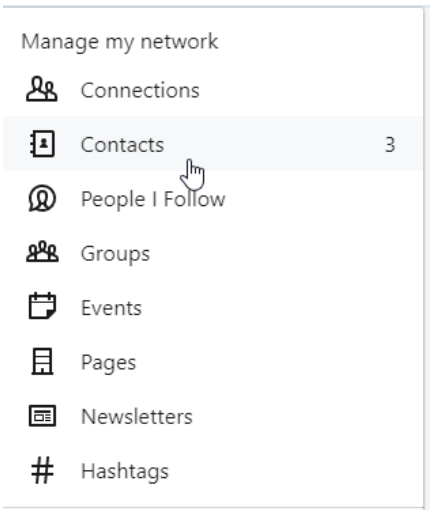 Manage my network
Connections
Contacts 3
People I Follow
Groups
Events
Pages
Newsletters
# Hashtags